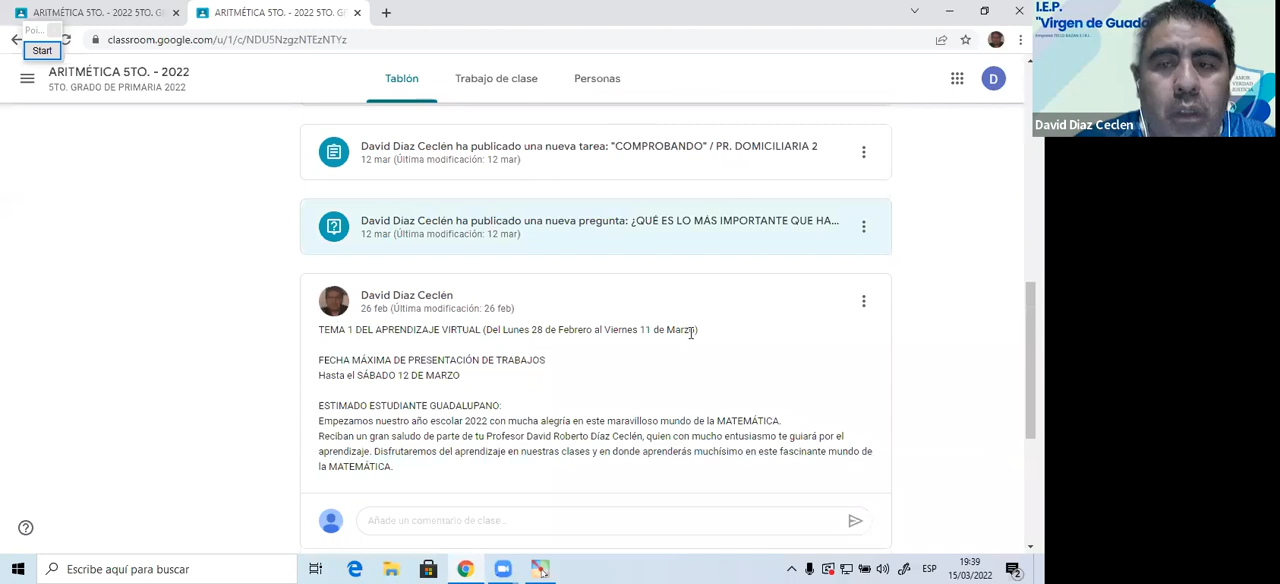 ARITMÉTICA 5TO. - 2022 5TO. G
ARITMÉTICA 5TO. - 2022 5TO. GF
Poi...
Start
classroom.google.com/u/1/c/NDU5NzgzNTEzNTYz
ARITMÉTICA 5TO. - 2022
5TO. GRADO DE PRIMARIA 2022
Tablón
Trabajo de clase
Personas
D
David Díaz Ceclén ha publicado una nueva tarea: "COMPROBANDO" / PR. DOMICILIARIA 2
12 mar (Última modificación: 12 mar)
David Díaz Ceclén ha publicado una nueva pregunta: ¿QUÉ ES LO MÁS IMPORTANTE QUE HA...
12 mar (Última modificación: 12 mar)
David Díaz Ceclén
26 feb (Última modificación: 26 feb)
TEMA 1 DEL APRENDIZAJE VIRTUAL (Del Lunes 28 de Febrero al Viernes 11 de Marzo)
FECHA MÁXIMA DE PRESENTACIÓN DE TRABAJOS
Hasta el SÁBADO 12 DE MARZO
ESTIMADO ESTUDIANTE GUADALUPANO:
Empezamos nuestro año escolar 2022 con mucha alegría en este maravilloso mundo de la MATEMÁTICA.
Reciban un gran saludo de parte de tu Profesor David Roberto Díaz Ceclén, quien con mucho entusiasmo te guiará por el
aprendizaje. Disfrutaremos del aprendizaje en nuestras clases y en donde aprenderás muchísimo en este fascinante mundo de
la MATEMÁTICA.
Añade un comentario de clase...
I.E.P.
"Virgen de Guada
AMOR
VERDAD
JUSTICIA
David Diaz Ceclen
Escribe aquí para buscar
ESP
19:39
15/03/2022
2